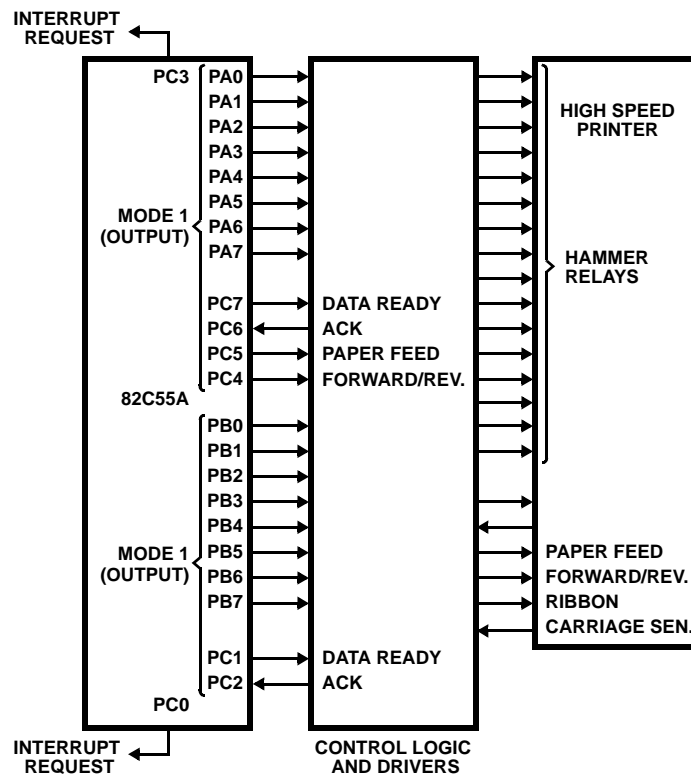 INTERRUPT
REQUEST
PC3
PA0
PA1
PA2
PA3
PA4
PA5
PA6
PA7
MODE 1
(OUTPUT)
PC7
PC6
PC5
PC4
82C55A
PB0
PB1
PB2
PB3
PB4
PB5
PB6
PB7
MODE 1
(OUTPUT)
PC1
PC2
PC0
INTERRUPT
REQUEST
DATA READY
ACK
PAPER FEED
FORWARD/REV.
DATA READY
ACK
CONTROL LOGIC
AND DRIVERS
HIGH SPEED
PRINTER
HAMMER
RELAYS
PAPER FEED
FORWARD/REV.
RIBBON
CARRIAGE SEN.